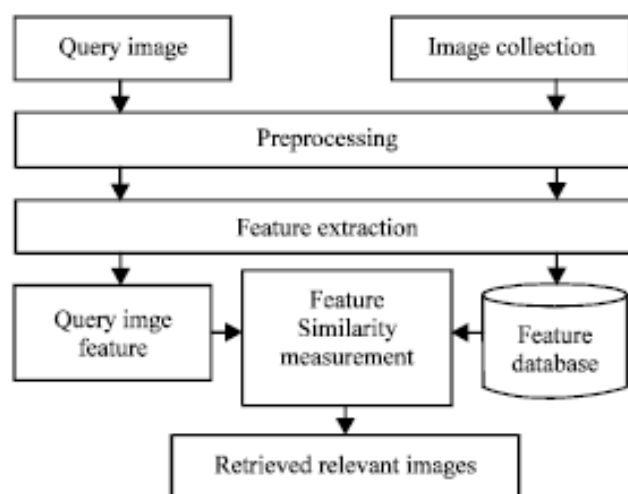 Query image
Image collection
Preprocessing
Feature extraction
Query imge
feature
Feature
Similarity
measurement
Feature
database
Retrieved relevant images